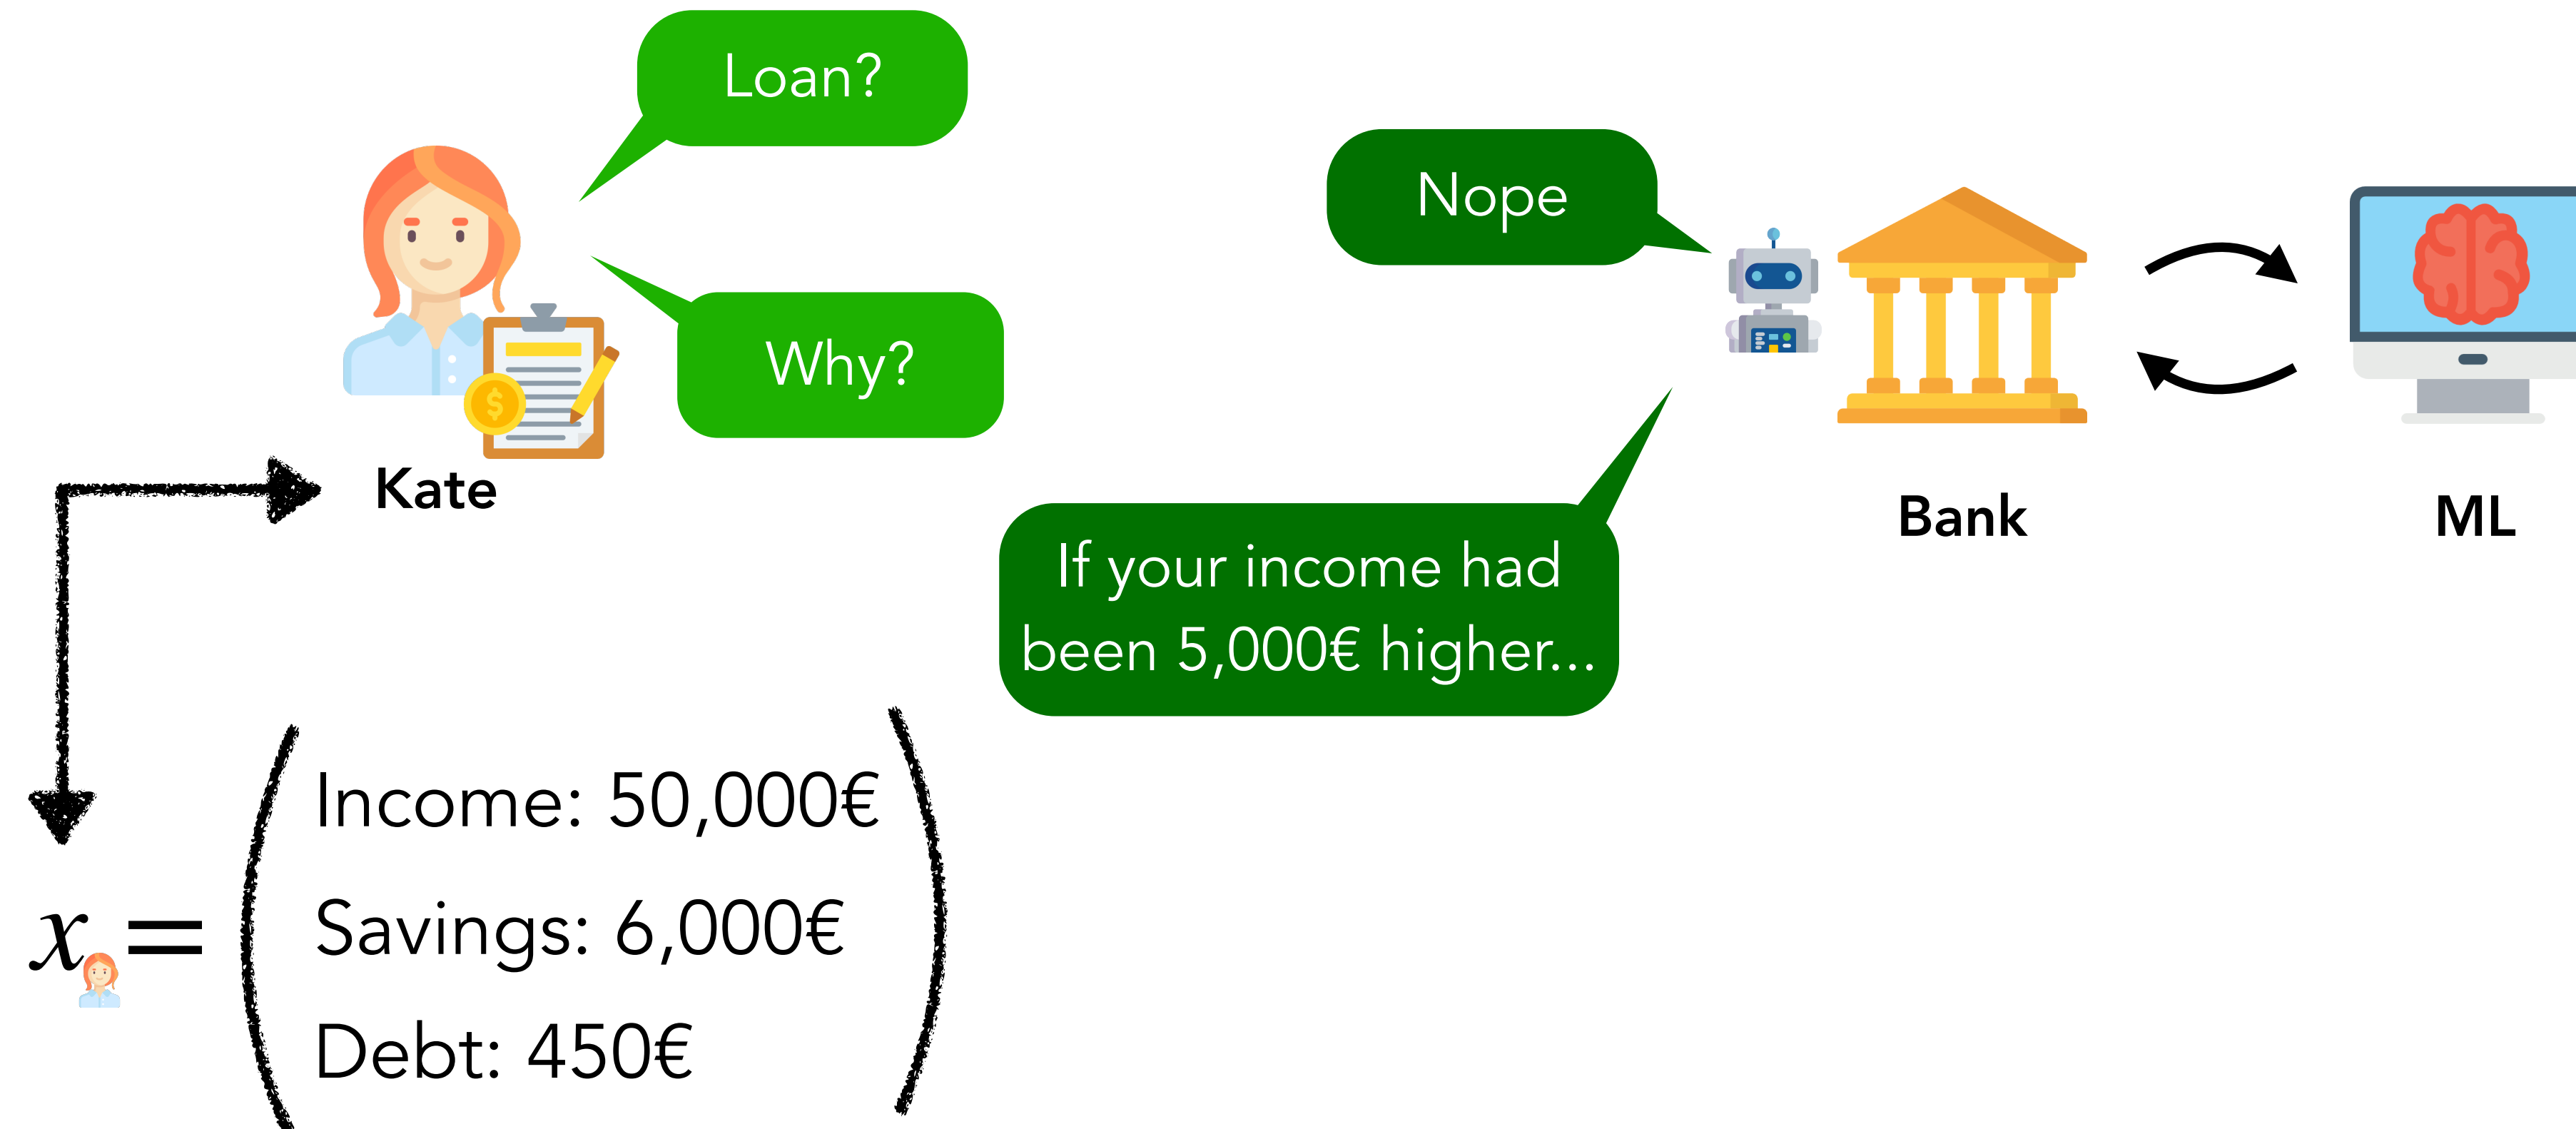 Loan?
Nope
Why?
Kate
Bank
ML
If your income had
been 5,000€ higher...
x =
Income: 50,000€
Savings: 6,000€
Debt: 450€